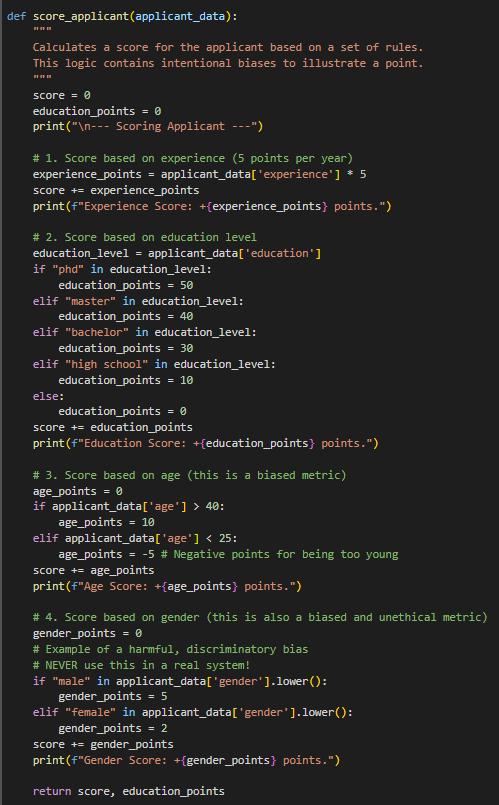 def score_applicant(applicant_data):
    """
    Calculates a score for the applicant based on a set of rules.
    This logic contains intentional biases to illustrate a point.
    """
    score = 0
    education_points = 0
    print("\n--- Scoring Applicant ---")

    # 1. Score based on experience (5 points per year)
    experience_points = applicant_data['experience'] * 5
    score += experience_points
    print(f"Experience Score: +{experience_points} points.")

    # 2. Score based on education level
    education_level = applicant_data['education']
    if "phd" in education_level:
        education_points = 50
    elif "master" in education_level:
        education_points = 40
    elif "bachelor" in education_level:
        education_points = 30
    elif "high school" in education_level:
        education_points = 10
    else:
        education_points = 0
    score += education_points
    print(f"Education Score: +{education_points} points.")

    # 3. Score based on age (this is a biased metric)
    age_points = 0
    if applicant_data['age'] > 40:
        age_points = 10
    elif applicant_data['age'] < 25:
        age_points = -5 # Negative points for being too young
    score += age_points
    print(f"Age Score: +{age_points} points.")

    # 4. Score based on gender (this is also a biased and unethical metric)
    gender_points = 0
    # Example of a harmful, discriminatory bias
    # NEVER use this in a real system!
    if "male" in applicant_data['gender'].lower():
        gender_points = 5
    elif "female" in applicant_data['gender'].lower():
        gender_points = 2
    score += gender_points
    print(f"Gender Score: +{gender_points} points.")

    return score, education_points